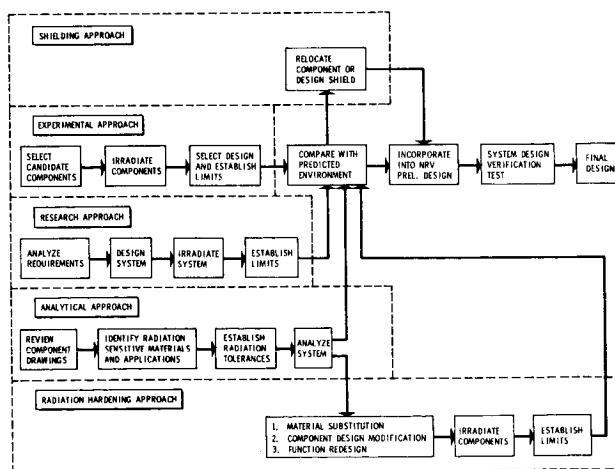 SHIELDING APPROACH
RELOCATE
COMPONENT OR
DESIGN SHIELD
EXPERIMENTAL APPROACH
SELECT
CANDIDATE
COMPONENTS
IRRADIATE
COMPONENTS
SELECT DESIGN
AND ESTABLISH
LIMITS
COMPARE WITH
PREDICTED
ENVIRONMENT
INCORPORATE
INTO NRV
PREL. DESIGN
SYSTEM DESIGN
VERIFICATION
TEST
FINAL
DESIGN
RESEARCH APPROACH
ANALYZE
REQUIREMENTS
DESIGN
SYSTEM
IRRADIATE
SYSTEM
ESTABLISH
LIMITS
ANALYTICAL APPROACH
REVIEW
COMPONENT
DRAWINGS
IDENTIFY RADIATION
SENSITIVE MATERIALS
AND APPLICATIONS
ESTABLISH
RADIATION
TOLERANCES
ANALYZE
SYSTEM
RADIATION HARDENING APPROACH
1. MATERIAL SUBSTITUTION
2. COMPONENT DESIGN MODIFICATION
3. FUNCTION REDESIGN
IRRADIATE
COMPONENTS
ESTABLISH
LIMITS